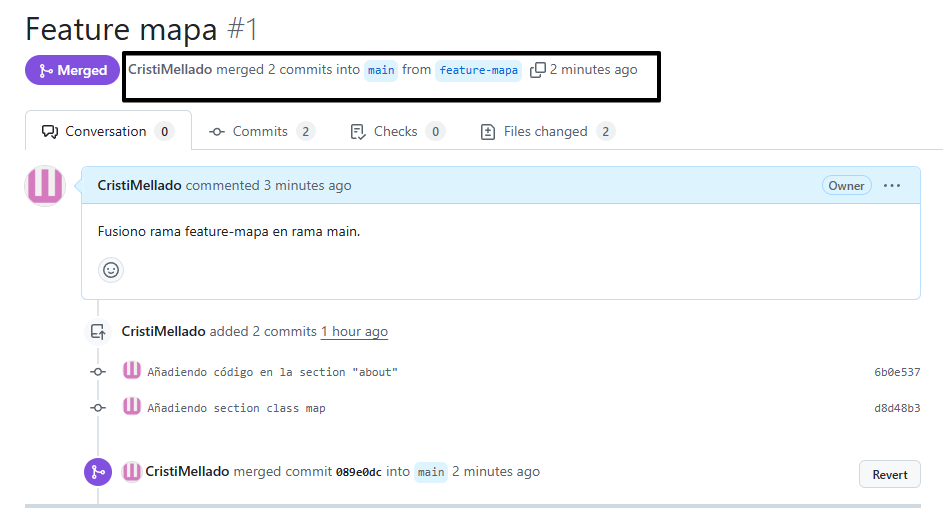 Feature mapa #1
Merged CristiMellado merged 2 commits into main from feature-mapa 2 minutes ago
Conversation 0 Commits 2 Checks 0 Files changed 2
CristiMellado commented 3 minutes ago Owner ...
Fusiono rama feature-mapa en rama main.
CristiMellado added 2 commits 1 hour ago
Añadiendo código en la section "about" 6b0e537
Añadiendo section class map d8d48b3
CristiMellado merged commit 089e0dc into main 2 minutes ago Revert